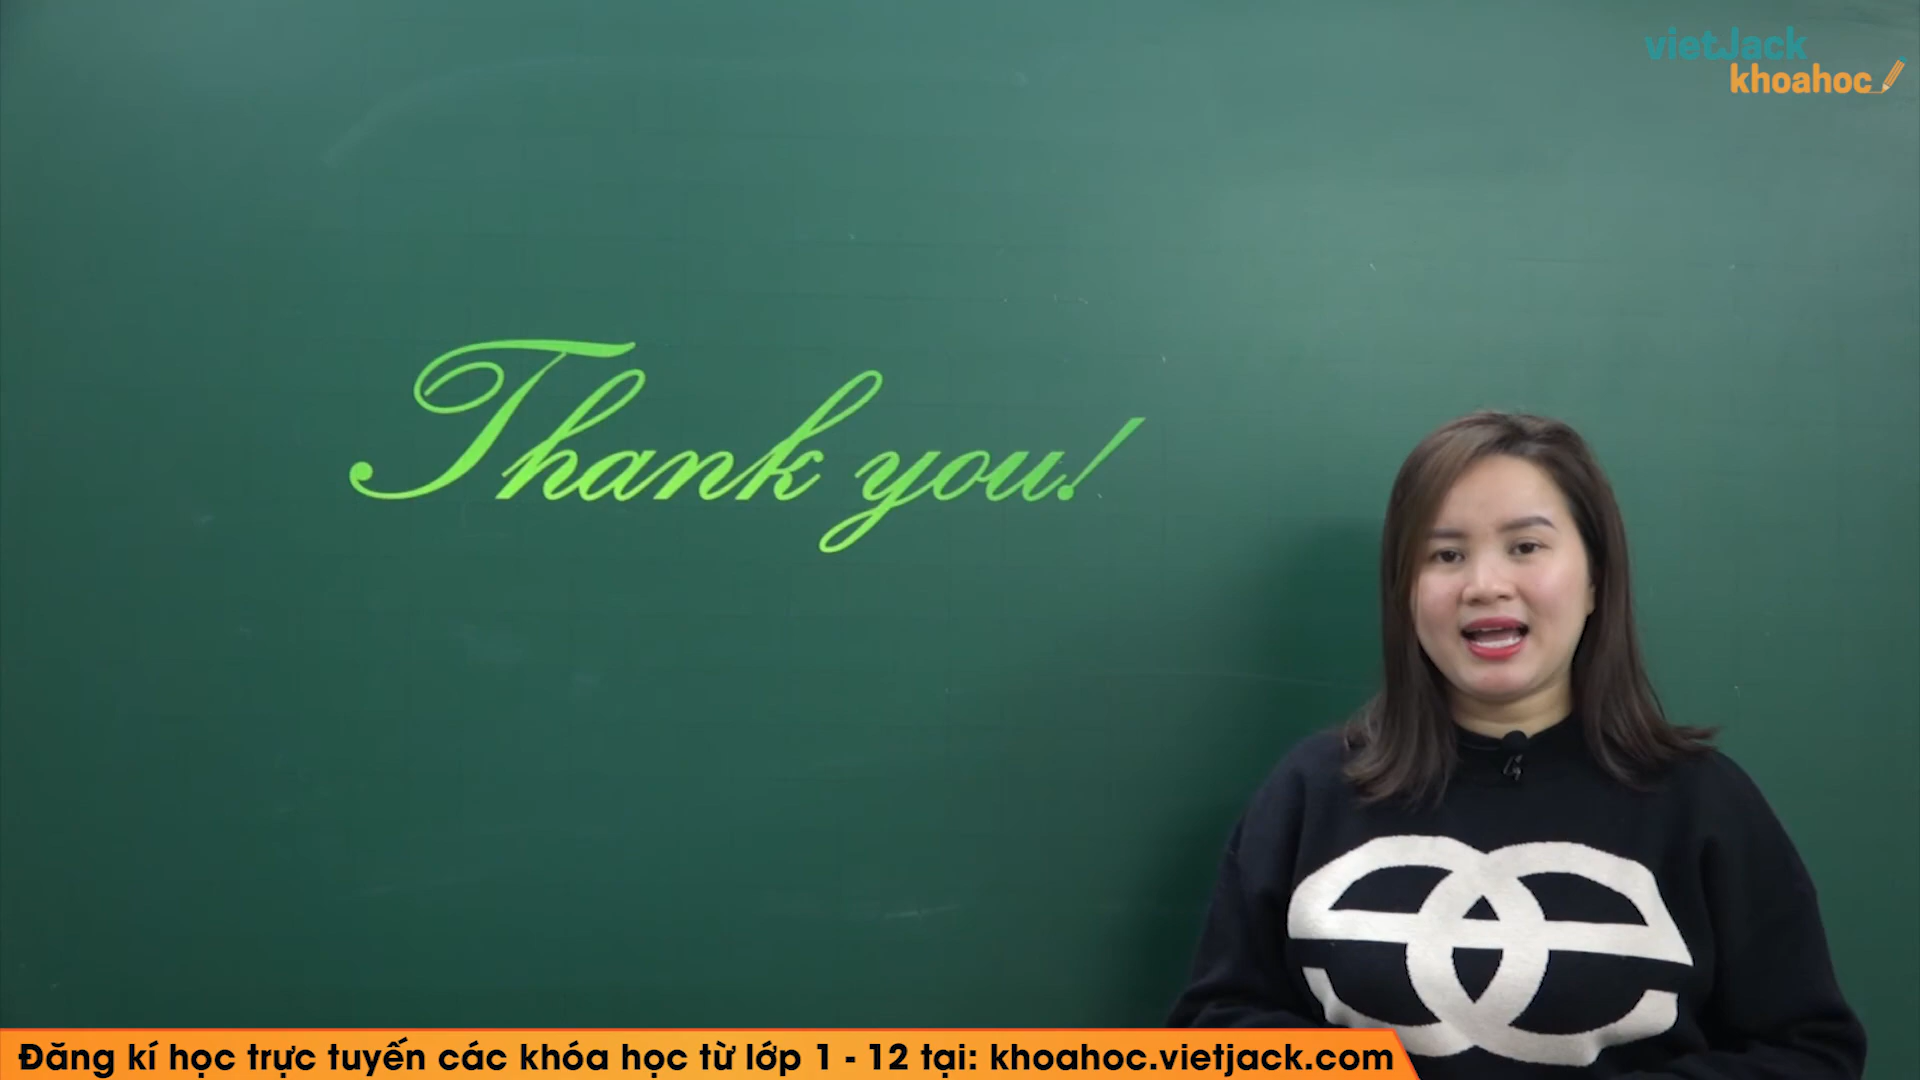 vietJack
khoahoc
Thank you!
Đăng kí học trực tuyến các khóa học từ lớp 1 - 12 tại: khoahoc.vietjack.com